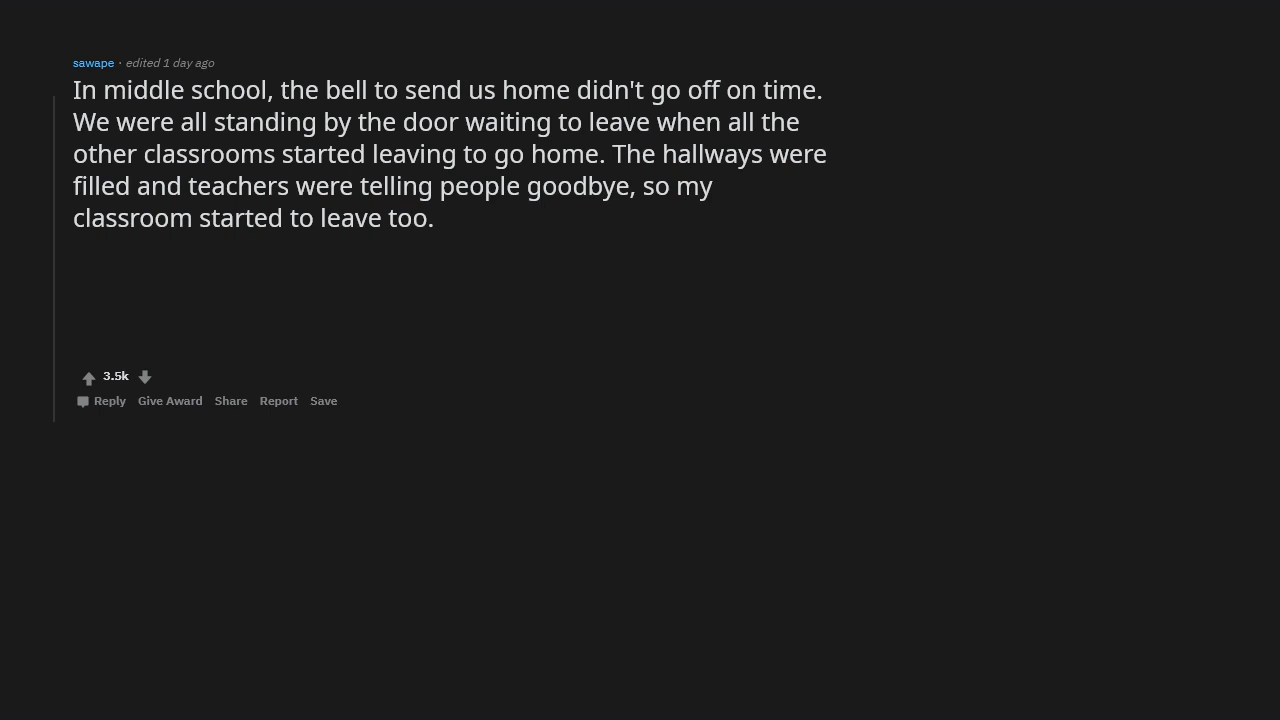 sawape · edited 1 day ago
In middle school, the bell to send us home didn't go off on time.
We were all standing by the door waiting to leave when all the
other classrooms started leaving to go home. The hallways were
filled and teachers were telling people goodbye, so my
classroom started to leave too.
3.5k
Reply Give Award Share Report Save